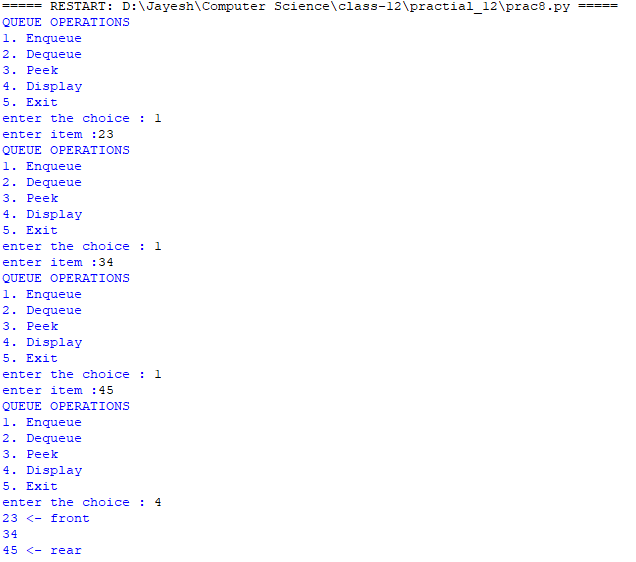 ===== RESTART: D:\Jayesh\Computer Science\class-12\practial_12\prac8.py =====
QUEUE OPERATIONS
1. Enqueue
2. Dequeue
3. Peek
4. Display
5. Exit
enter the choice : 1
enter item :23
QUEUE OPERATIONS
1. Enqueue
2. Dequeue
3. Peek
4. Display
5. Exit
enter the choice : 1
enter item :34
QUEUE OPERATIONS
1. Enqueue
2. Dequeue
3. Peek
4. Display
5. Exit
enter the choice : 1
enter item :45
QUEUE OPERATIONS
1. Enqueue
2. Dequeue
3. Peek
4. Display
5. Exit
enter the choice : 4
23 <- front
34
45 <- rear